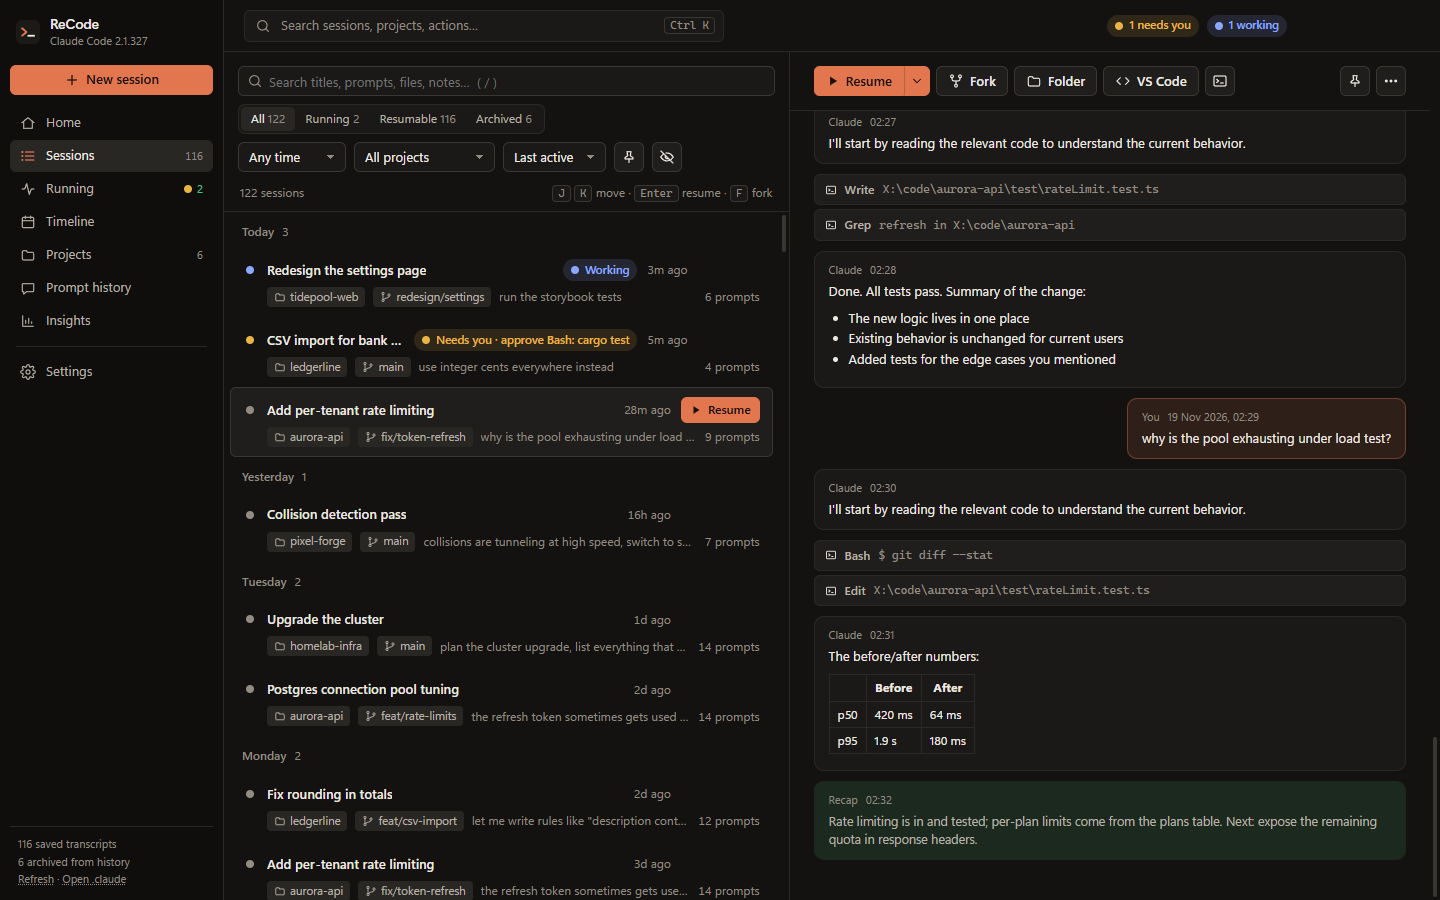 ReCode
Claude Code 2.1.327
New session
Home
Sessions 116
Running 2
Timeline
Projects 6
Prompt history
Insights
Settings
116 saved transcripts
6 archived from history
Refresh · Open .claude
Search sessions, projects, actions... Ctrl K
1 needs you 1 working
Search titles, prompts, files, notes... ( / )
All 122 Running 2 Resumable 116 Archived 6
Any time All projects Last active
122 sessions J K move · Enter resume · F fork
Today 3
Redesign the settings page Working 3m ago
tidepool-web redesign/settings run the storybook tests 6 prompts
CSV import for bank ... Needs you · approve Bash: cargo test 5m ago
ledgerline main use integer cents everywhere instead 4 prompts
Add per-tenant rate limiting 28m ago Resume
aurora-api fix/token-refresh why is the pool exhausting under load ... 9 prompts
Yesterday 1
Collision detection pass 16h ago
pixel-forge main collisions are tunneling at high speed, switch to s... 7 prompts
Tuesday 2
Upgrade the cluster 1d ago
homelab-infra main plan the cluster upgrade, list everything that ... 14 prompts
Postgres connection pool tuning 2d ago
aurora-api feat/rate-limits the refresh token sometimes gets used ... 14 prompts
Monday 2
Fix rounding in totals 2d ago
ledgerline feat/csv-import let me write rules like "description cont... 12 prompts
Add per-tenant rate limiting 3d ago
aurora-api fix/token-refresh the refresh token sometimes gets use... 14 prompts
Resume Fork Folder VS Code
Claude 02:27
I'll start by reading the relevant code to understand the current behavior.
Write X:\code\aurora-api\test\rateLimit.test.ts
Grep refresh in X:\code\aurora-api
Claude 02:28
Done. All tests pass. Summary of the change:
• The new logic lives in one place
• Existing behavior is unchanged for current users
• Added tests for the edge cases you mentioned
You 19 Nov 2026, 02:29
why is the pool exhausting under load test?
Claude 02:30
I'll start by reading the relevant code to understand the current behavior.
Bash $ git diff --stat
Edit X:\code\aurora-api\test\rateLimit.test.ts
Claude 02:31
The before/after numbers:
Before After
p50 420 ms 64 ms
p95 1.9 s 180 ms
Recap 02:32
Rate limiting is in and tested; per-plan limits come from the plans table. Next: expose the remaining
quota in response headers.